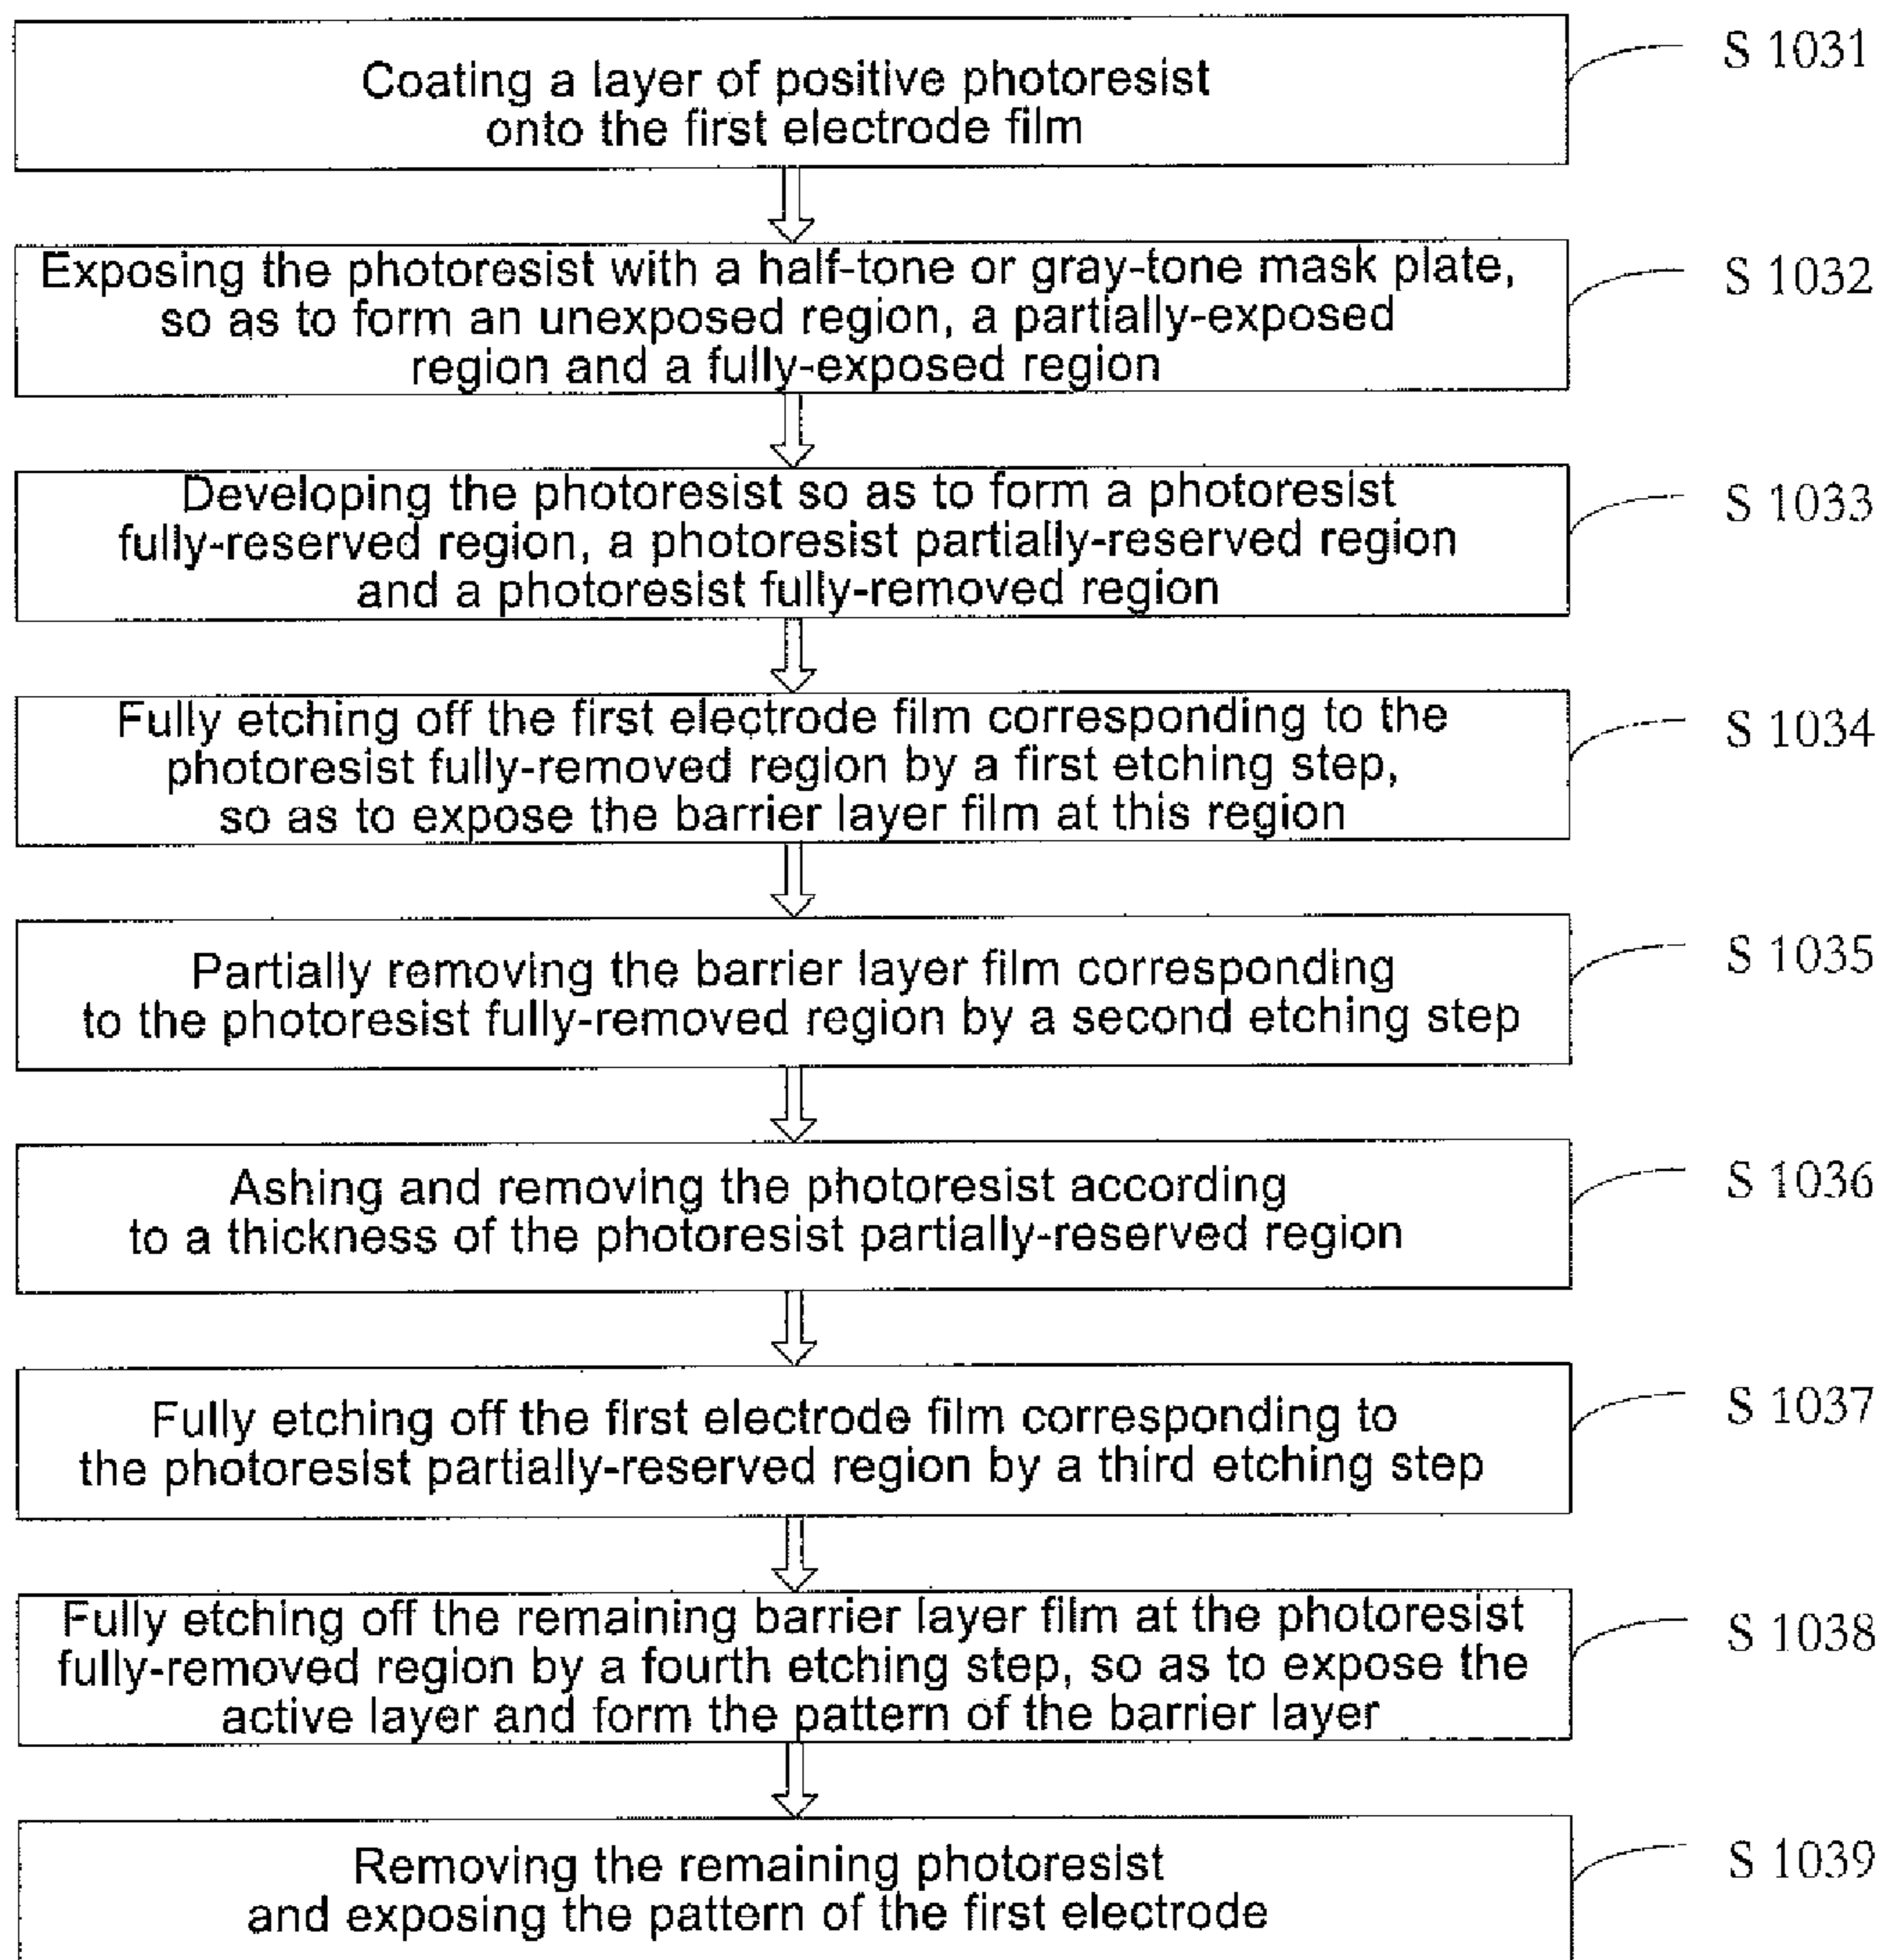 Coating a layer of positive photoresist
onto the first electrode film
S 1031
Exposing the photoresist with a half-tone or gray-tone mask plate,
so as to form an unexposed region, a partially-exposed
region and a fully-exposed region
S 1032
Developing the photoresist so as to form a photoresist
fully-reserved region, a photoresist partially-reserved region
and a photoresist fully-removed region
S 1033
Fully etching off the first electrode film corresponding to the
photoresist fully-removed region by a first etching step,
so as to expose the barrier layer film at this region
S 1034
Partially removing the barrier layer film corresponding
to the photoresist fully-removed region by a second etching step
S 1035
Ashing and removing the photoresist according
to a thickness of the photoresist partially-reserved region
S 1036
Fully etching off the first electrode film corresponding to
the photoresist partially-reserved region by a third etching step
S 1037
Fully etching off the remaining barrier layer film at the photoresist
fully-removed region by a fourth etching step, so as to expose the
active layer and form the pattern of the barrier layer
S 1038
Removing the remaining photoresist
and exposing the pattern of the first electrode
S 1039